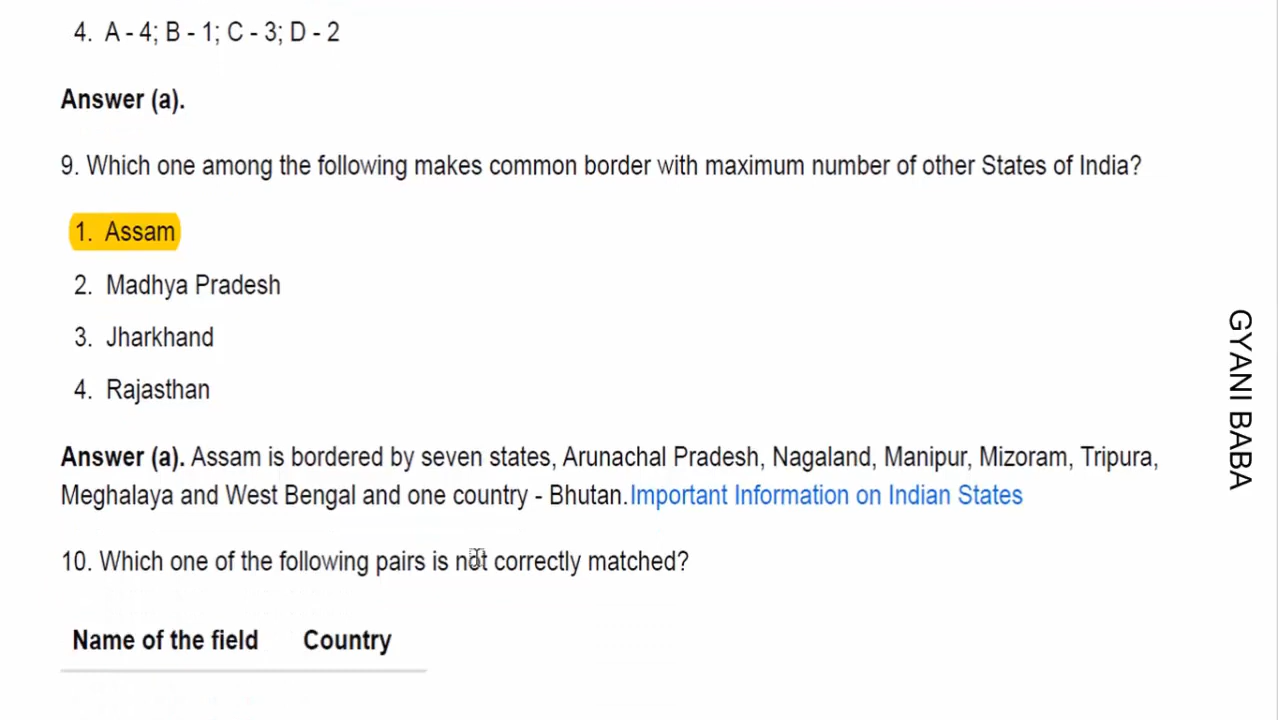 4. A - 4; B - 1; C - 3; D - 2
Answer (a).
9. Which one among the following makes common border with maximum number of other States of India?
1. Assam
2. Madhya Pradesh
3. Jharkhand
4. Rajasthan
Answer (a). Assam is bordered by seven states, Arunachal Pradesh, Nagaland, Manipur, Mizoram, Tripura,
Meghalaya and West Bengal and one country - Bhutan.Important Information on Indian States
10. Which one of the following pairs is not correctly matched?
Name of the field Country
GYANI BABA